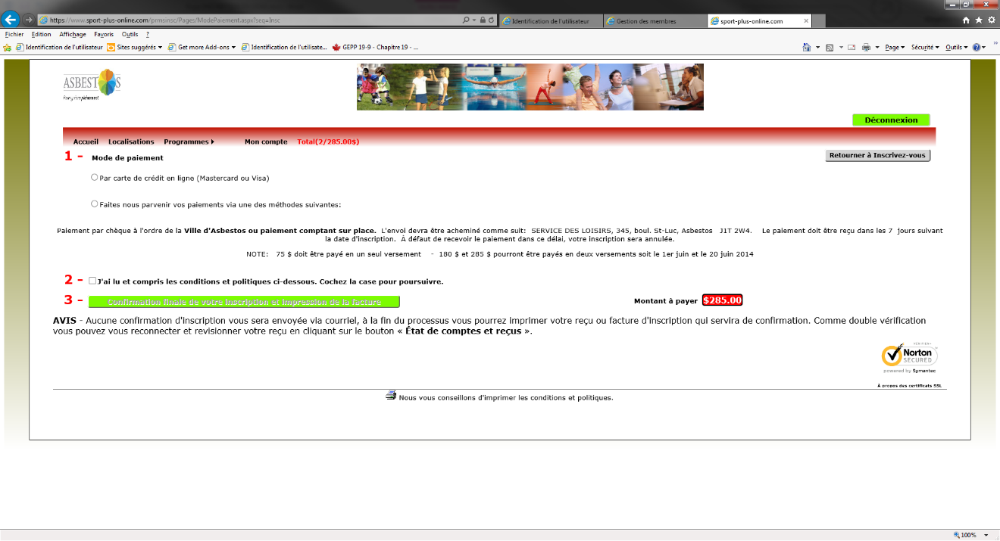 https://www.sport-plus-online.com/prmsinsc/Pages/ModePaiement.aspx?seq=Insc
Identification de l'utilisateur
Gestion des membres
sport-plus-online.com
Fichier Edition Affichage Favoris Outils ?
Identification de l'utilisateur Sites suggérés Get more Add-ons Identification de l'utilisate... GEPP 19-9 - Chapitre 19 - ...
Page Sécurité Outils
ASBESTOS
Pour y vivre pleinement
Déconnexion
Accueil Localisations Programmes Mon compte Total(2/285.00$)
1 - Mode de paiement
Retourner à Inscrivez-vous
Par carte de crédit en ligne (Mastercard ou Visa)
Faites nous parvenir vos paiements via une des méthodes suivantes:
Paiement par chèque à l'ordre de la Ville d'Asbestos ou paiement comptant sur place. L'envoi devra être acheminé comme suit: SERVICE DES LOISIRS, 345, boul. St-Luc, Asbestos J1T 2W4. Le paiement doit être reçu dans les 7 jours suivant
la date d'inscription. À défaut de recevoir le paiement dans ce délai, votre inscription sera annulée.
NOTE: 75 $ doit être payé en un seul versement - 180 $ et 285 $ pourront être payés en deux versements soit le 1er juin et le 20 juin 2014
2 - J'ai lu et compris les conditions et politiques ci-dessous. Cochez la case pour poursuivre.
3 - Confirmation finale de votre inscription et impression de la facture
Montant à payer $285.00
AVIS - Aucune confirmation d'inscription vous sera envoyée via courriel, à la fin du processus vous pourrez imprimer votre reçu ou facture d'inscription qui servira de confirmation. Comme double vérification
vous pouvez vous reconnecter et revisionner votre reçu en cliquant sur le bouton « État de comptes et reçus ».
Norton
SECURED
powered by Symantec
À propos des certificats SSL
Nous vous conseillons d'imprimer les conditions et politiques.
100%